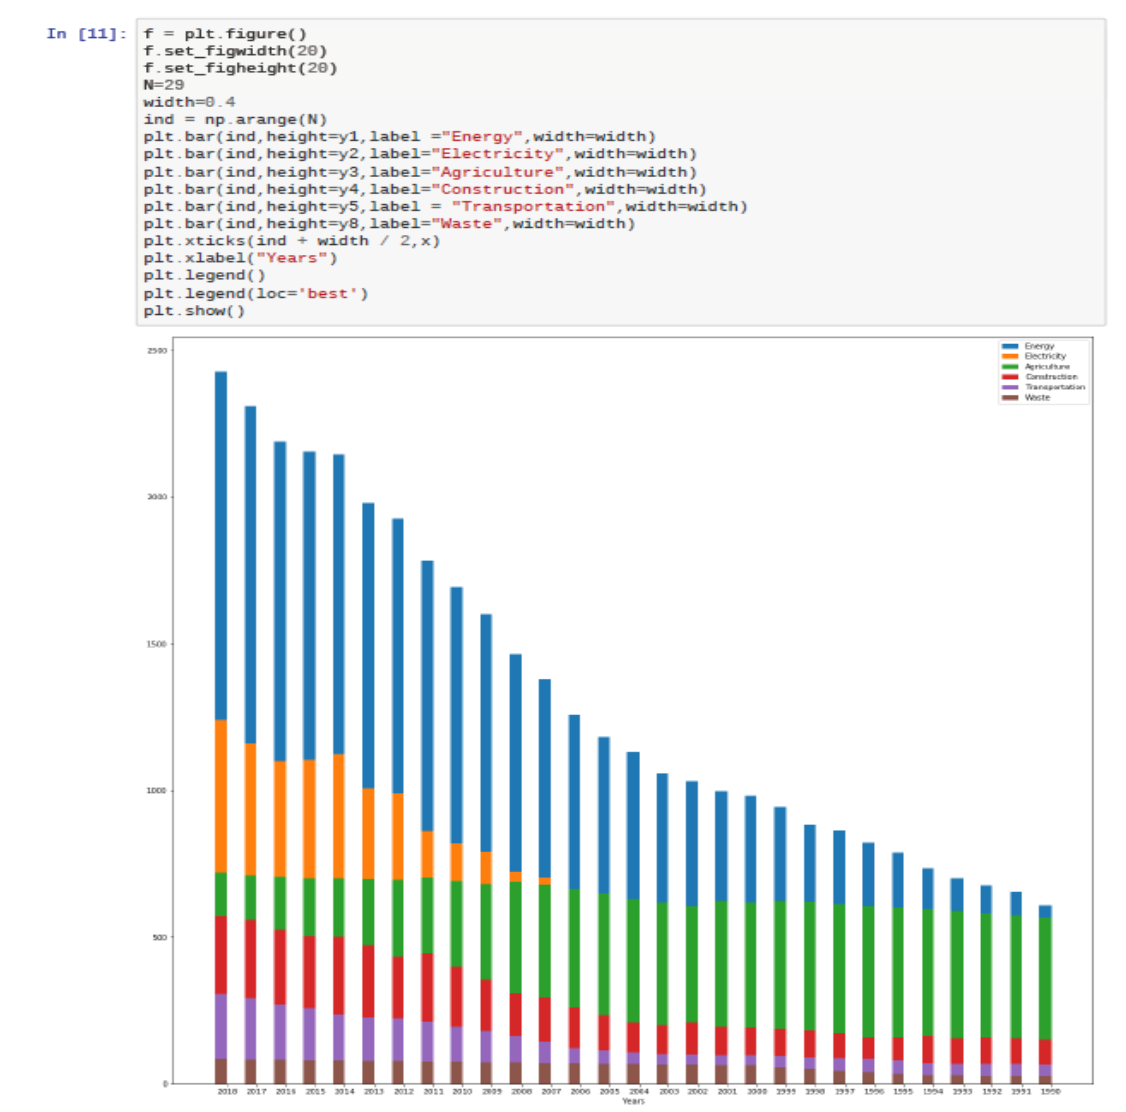 In [11]:
f = plt.figure()
f.set_figwidth(20)
f.set_figheight(20)
N=29
width=0.4
ind = np.arange(N)
plt.bar(ind,height=y1,label ="Energy",width=width)
plt.bar(ind,height=y2,label="Electricity",width=width)
plt.bar(ind,height=y3,label="Agriculture",width=width)
plt.bar(ind,height=y4,label="Construction",width=width)
plt.bar(ind,height=y5,label = "Transportation",width=width)
plt.bar(ind,height=y8,label="Waste",width=width)
plt.xticks(ind + width / 2,x)
plt.xlabel("Years")
plt.legend()
plt.legend(loc='best')
plt.show()
Energy
Electricity
Agriculture
Construction
Transportation
Waste
2500
2000
1500
1000
500
0
2018 2017 2016 2015 2014 2013 2012 2011 2010 2009 2008 2007 2006 2005 2004 2003 2002 2001 2000 1999 1998 1997 1996 1995 1994 1993 1992 1991 1990
Years